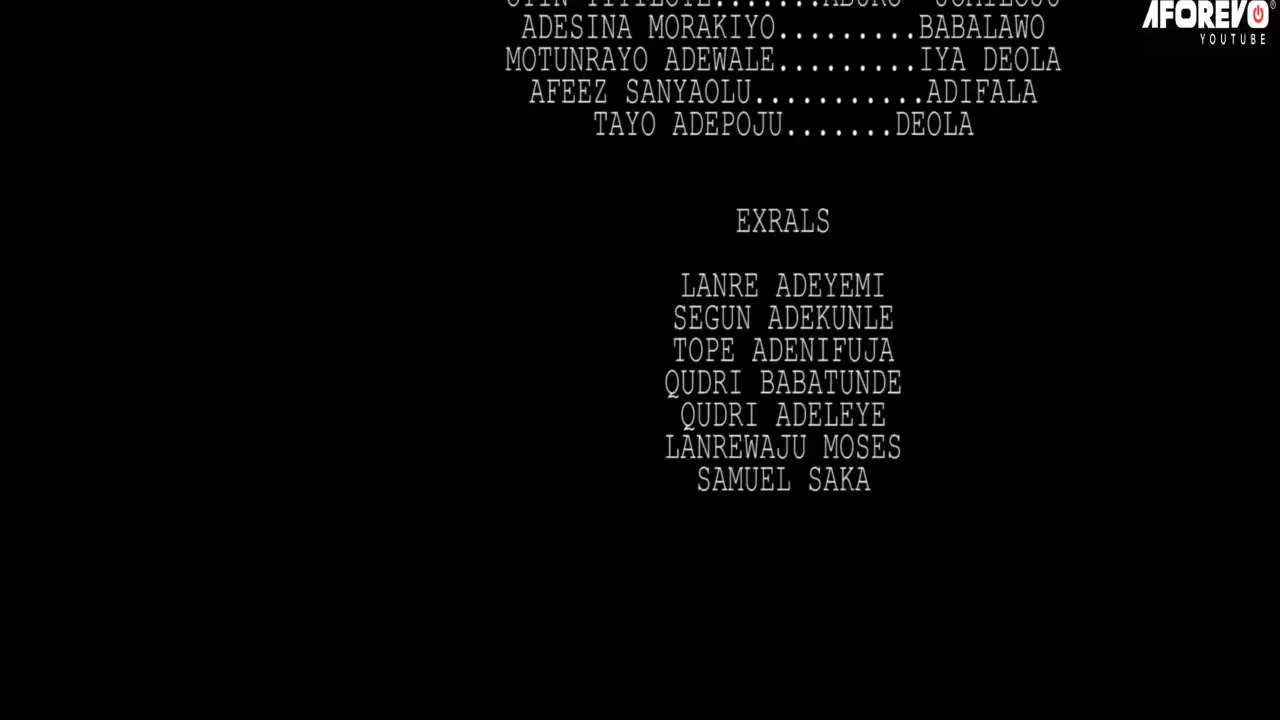 AFOREVO
YOUTUBE
ADESINA MORAKIYO.........BABALAWO
MOTUNRAYO ADEWALE.........IYA DEOLA
AFEEZ SANYAOLU...........ADIFALA
TAYO ADEPOJU.......DEOLA
EXRALS
LANRE ADEYEMI
SEGUN ADEKUNLE
TOPE ADENIFUJA
QUDRI BABATUNDE
QUDRI ADELEYE
LANREWAJU MOSES
SAMUEL SAKA